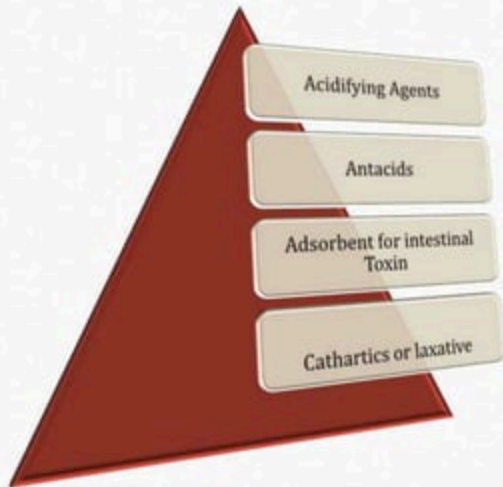 Acidifying Agents
Antacids
Adsorbent for intestinal
Toxin
Cathartics or laxative